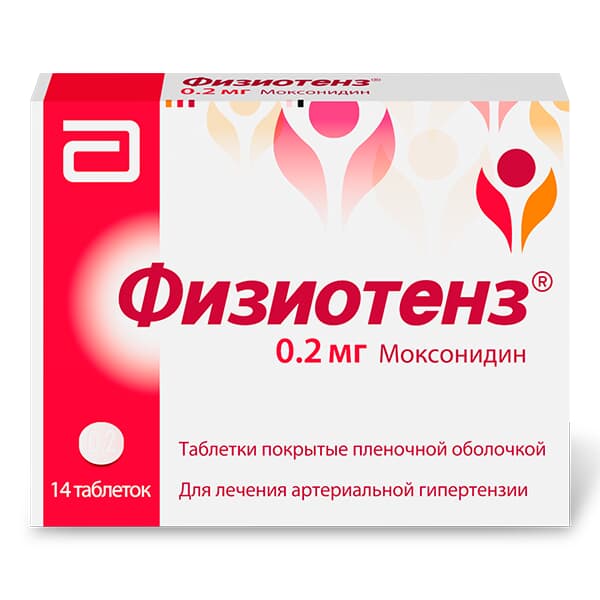 Физиотенз®
0.2 мг Моксонидин
Физиотенз®
0.2 мг Моксонидин
Таблетки покрытые пленочной оболочкой
14 таблеток
Для лечения артериальной гипертензии